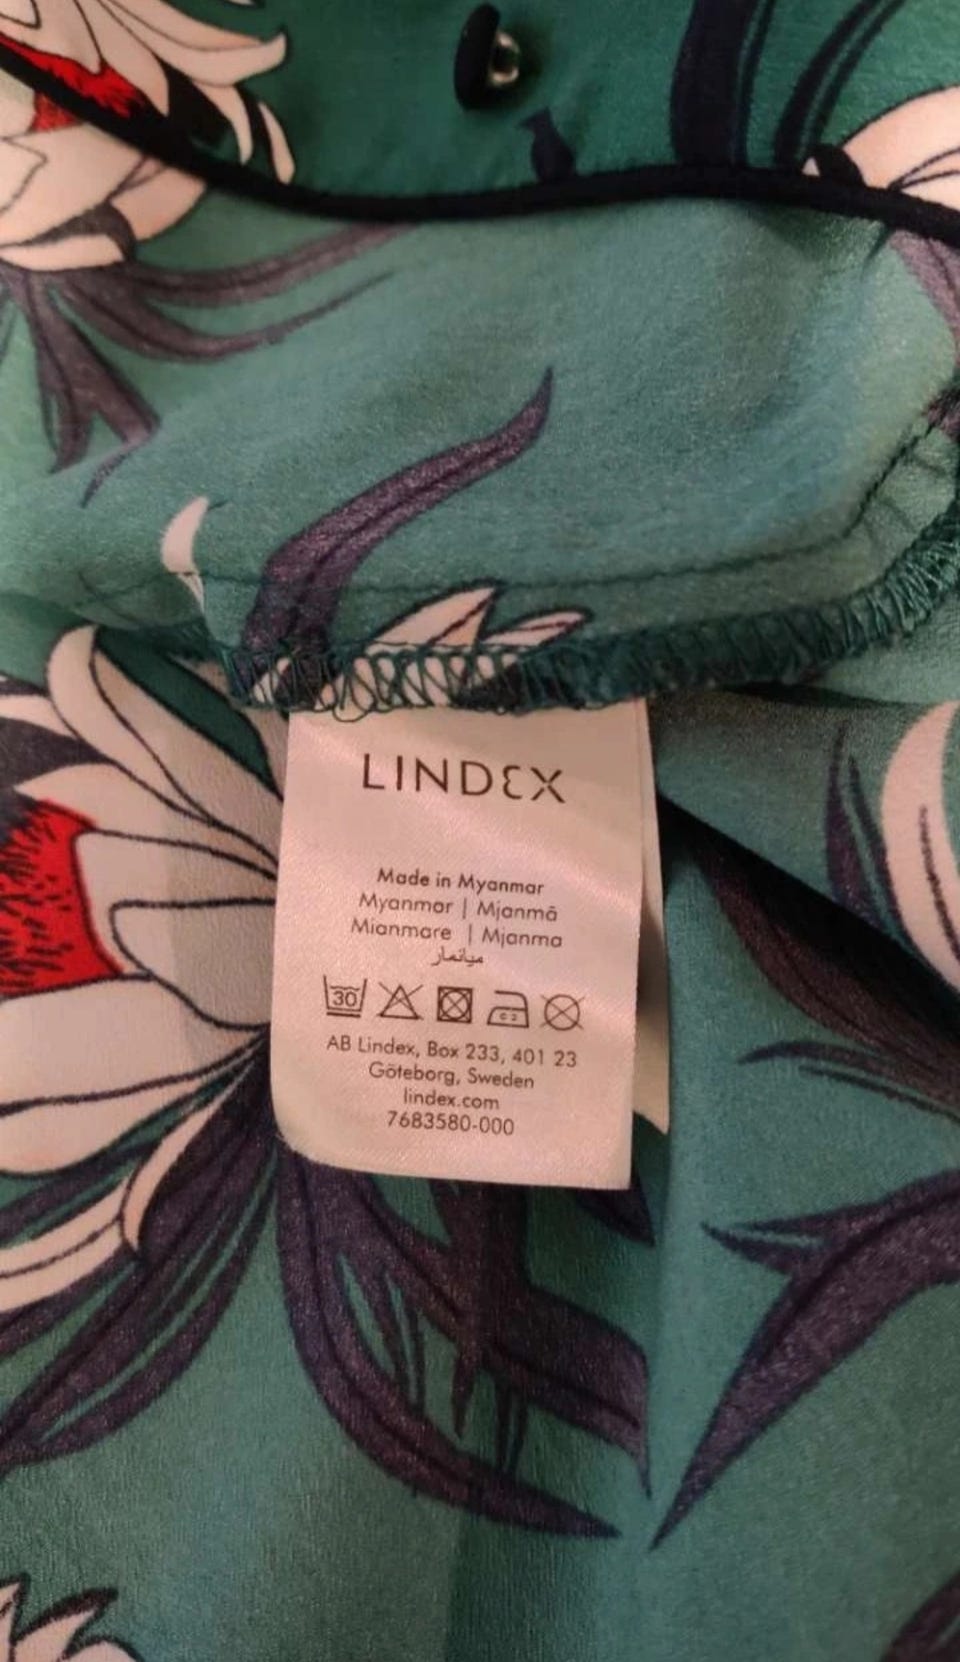 LINDEX
Made in Myanmar
Myanmar | Mjanmā
Mianmare | Mjanma
ميانمار
30
AB Lindex, Box 233, 401 23
Göteborg, Sweden
lindex.com
7683580-000